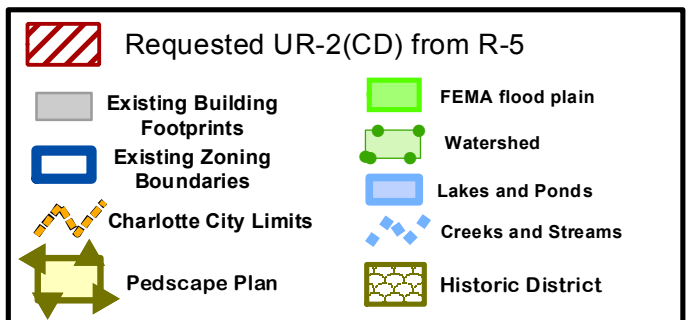 Requested UR-2(CD) from R-5
Existing Building
Footprints
Existing Zoning
Boundaries
Charlotte City Limits
Pedscape Plan
FEMA flood plain
Watershed
Lakes and Ponds
Creeks and Streams
Historic District